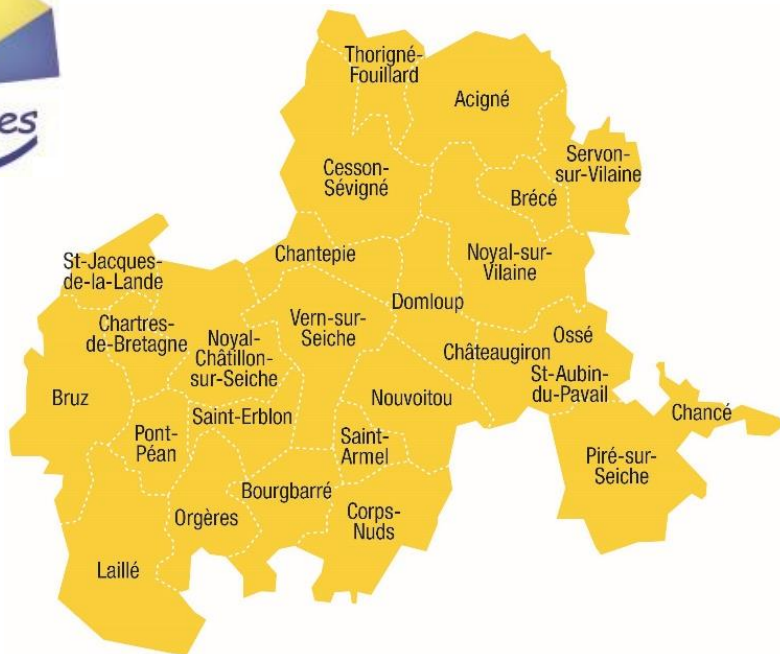 es
Thorigné-
Fouillard
Acigné
Servon-
sur-Vilaine
Cesson-
Sévigné
Brécé
Chantepie
Noyal-sur-
Vilaine
St-Jacques-
de-la-Lande
Domloup
Chartres-
de-Bretagne
Noyal-
Châtillon-
sur-Seiche
Vern-sur-
Seiche
Ossé
Châteaugiron
St-Aubin-
du-Pavail
Bruz
Nouvoitou
Chancé
Saint-Erblon
Pont-
Péan
Saint-
Armel
Piré-sur-
Seiche
Bourgbarré
Orgères
Corps-
Nuds
Laillé